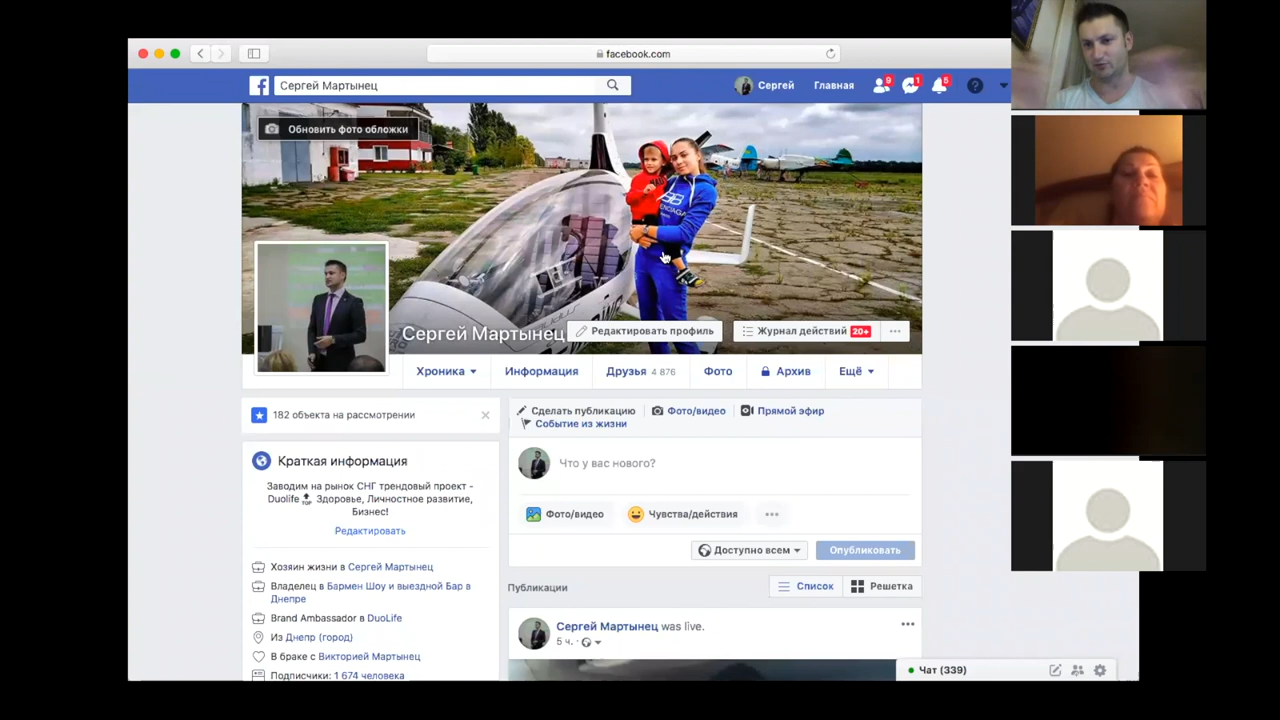 facebook.com
Сергей Мартынец
Сергей
Главная
9
1
5
Обновить фото обложки
Сергей Мартынец
Редактировать профиль
Журнал действий 20+
Хроника
Информация
Друзья 4 876
Фото
Архив
Ещё
182 объекта на рассмотрении
Краткая информация
Заводим на рынок СНГ трендовый проект -
Duolife TOP Здоровье, Личностное развитие,
Бизнес!
Редактировать
Хозяин жизни в Сергей Мартынец
Владелец в Бармен Шоу и выездной Бар в
Днепре
Brand Ambassador в DuoLife
Из Днепр (город)
В браке с Викторией Мартынец
Подписчики: 1 674 человека
Сделать публикацию
Фото/видео
Прямой эфир
Событие из жизни
Что у вас нового?
Фото/видео
Чувства/действия
Доступно всем
Опубликовать
Публикации
Список
Решетка
Сергей Мартынец was live.
5 ч.
Чат (339)